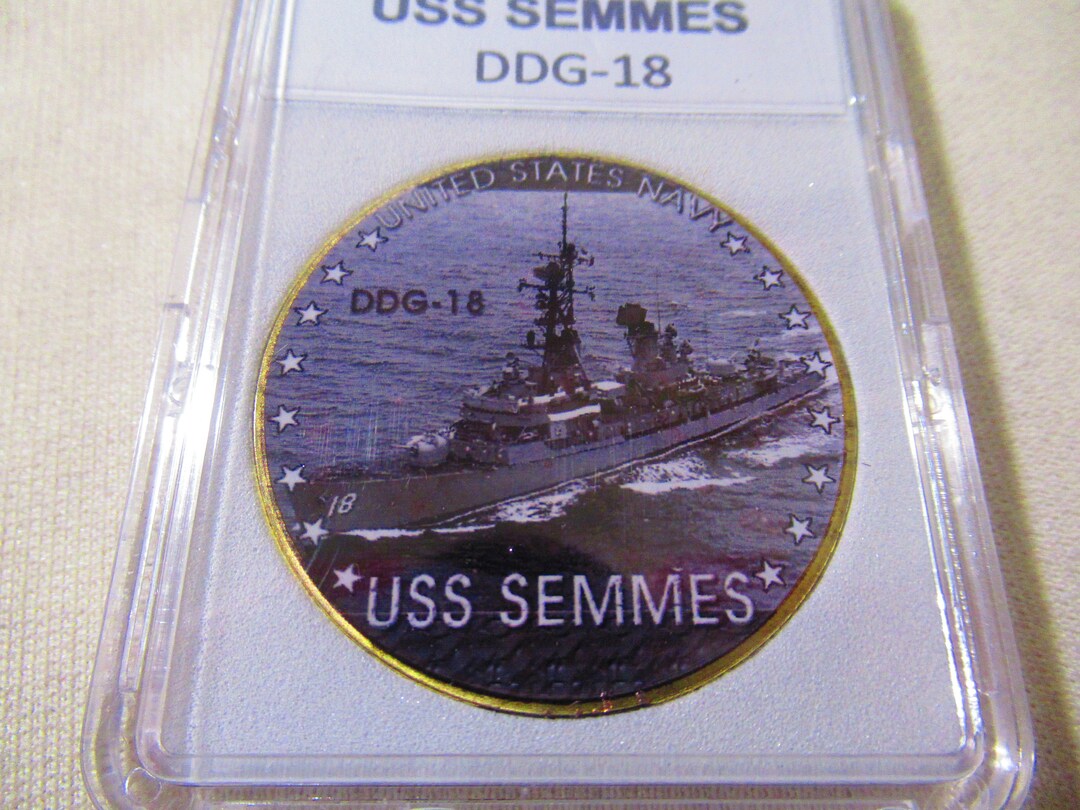 USS SEMMES
DDG-18
UNITED STATES NAVY
DDG-18
18
USS SEMMES